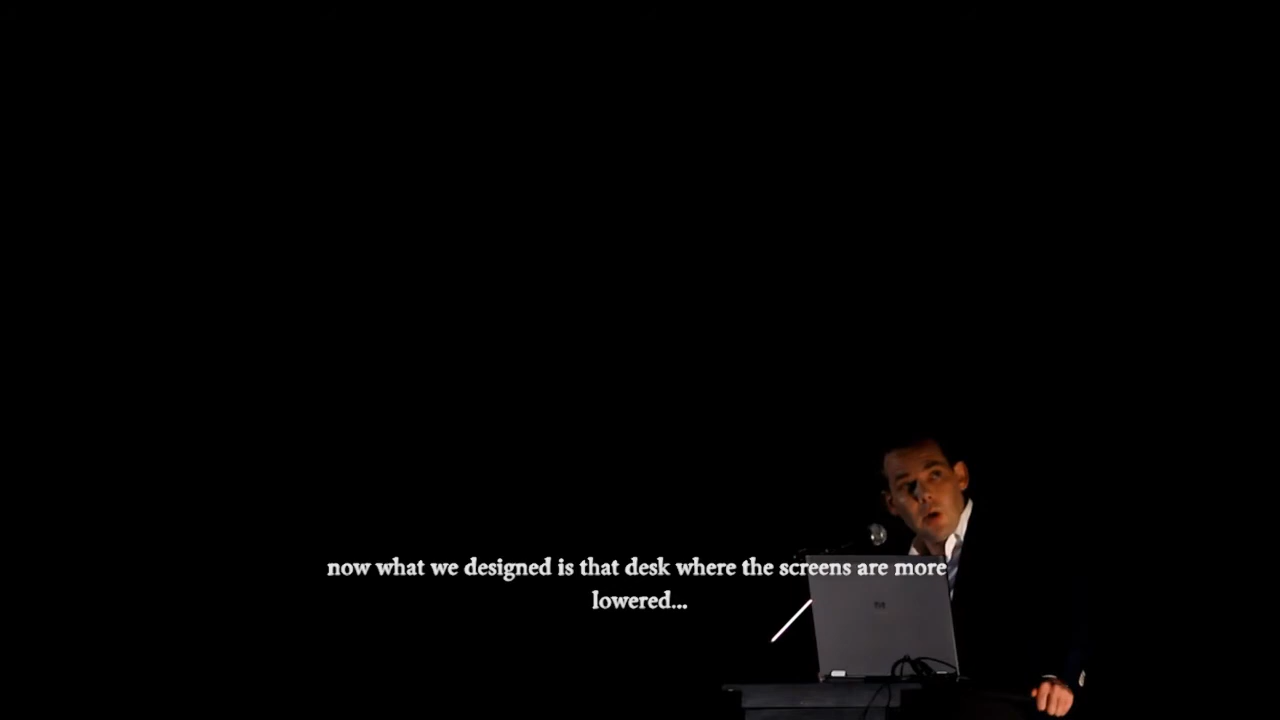 now what we designed is that desk where the screens are more
lowered...